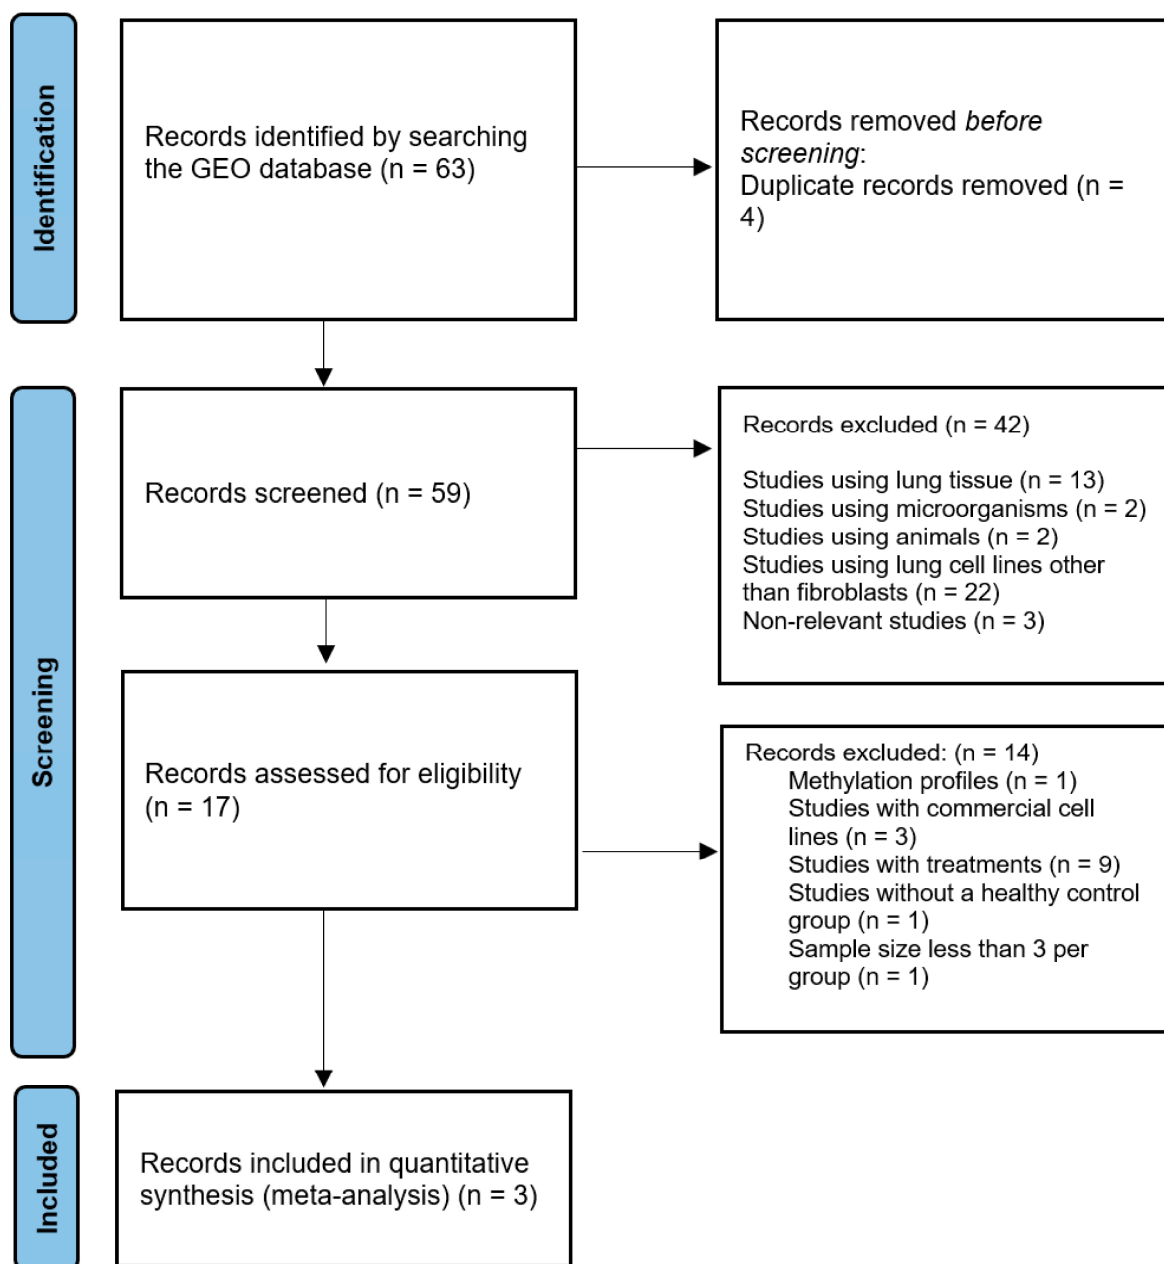 Identification
Records identified by searching
the GEO database (n = 63)
Records removed before
screening:
Duplicate records removed (n =
4)
Screening
Records screened (n = 59)
Records excluded (n = 42)
Studies using lung tissue (n = 13)
Studies using microorganisms (n = 2)
Studies using animals (n = 2)
Studies using lung cell lines other
than fibroblasts (n = 22)
Non-relevant studies (n = 3)
Records assessed for eligibility
(n = 17)
Records excluded: (n = 14)
Methylation profiles (n = 1)
Studies with commercial cell
lines (n = 3)
Studies with treatments (n = 9)
Studies without a healthy control
group (n = 1)
Sample size less than 3 per
group (n = 1)
Included
Records included in quantitative
synthesis (meta-analysis) (n = 3)